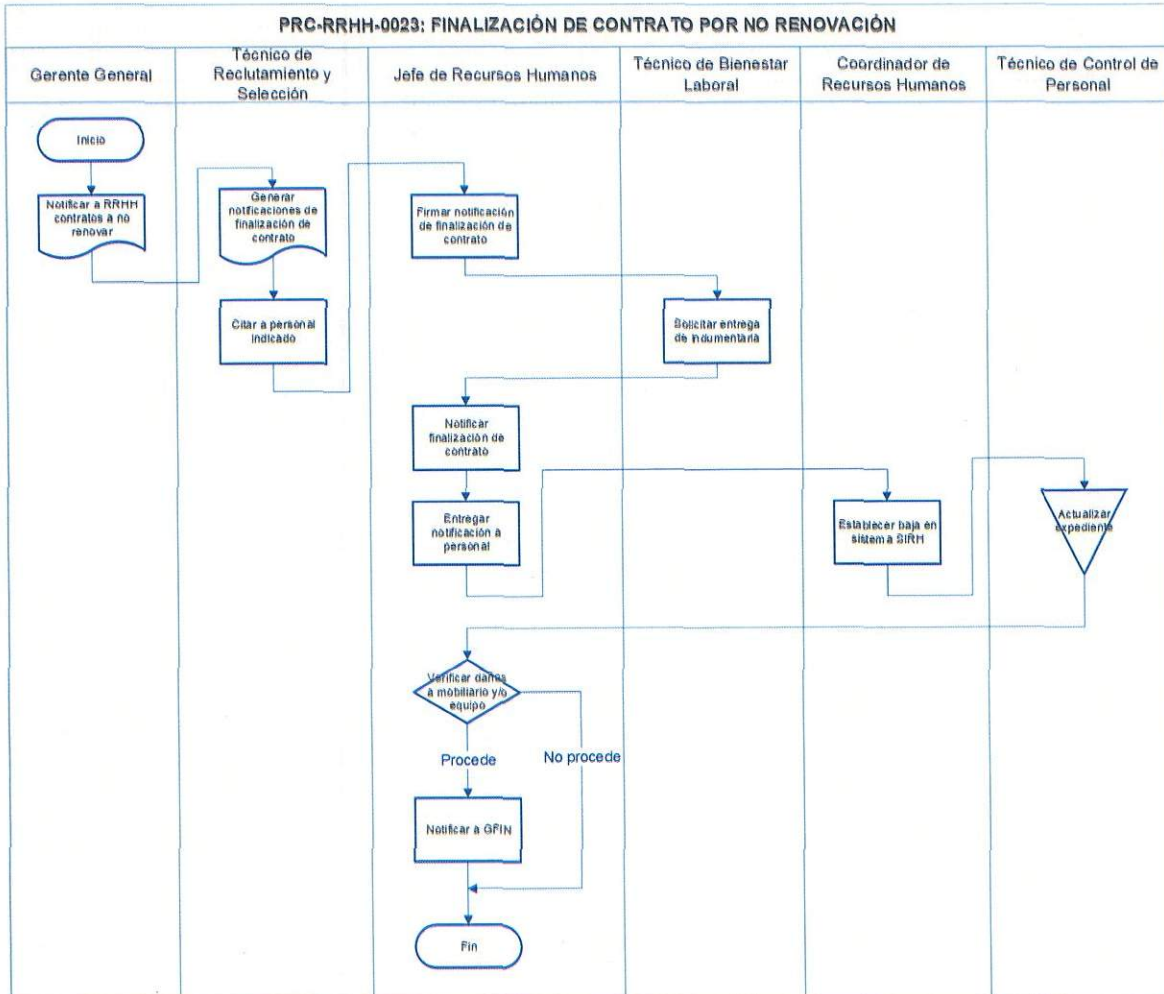 PRC-RRHH-0023: FINALIZACIÓN DE CONTRATO POR NO RENOVACIÓN
Gerente General
Técnico de
Reclutamiento y
Selección
Jefe de Recursos Humanos
Técnico de Bienestar
Laboral
Coordinador de
Recursos Humanos
Técnico de Control de
Personal
Inicio
Notificar a RRHH
contratos a no
renovar
Generar
notificaciones de
finalización de
contrato
Firmar notificación
de finalización de
contrato
Citar a personal
indicado
Solicitar entrega
de indumentaria
Notificar
finalización de
contrato
Entregar
notificación a
personal
Establecer baja en
sistema SIRH
Actualizar
expediente
Verificar daños
a mobiliario y/o
equipo
Procede
No procede
Notificar a GFIN
Fin